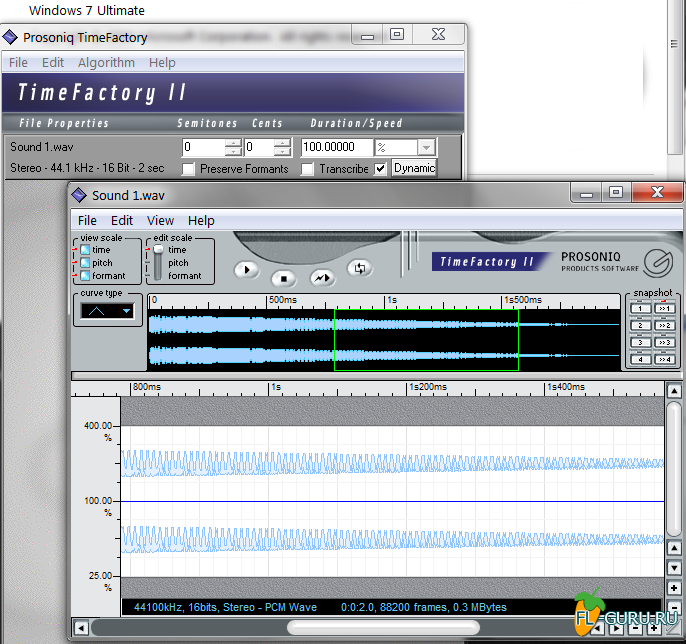 Windows 7 Ultimate
Prosoniq TimeFactory
File Edit Algorithm Help
TimeFactory II
File Properties Semitones Cents Duration/Speed
Sound 1.wav 0 0 100.00000 %
Stereo - 44.1 kHz - 16 Bit - 2 sec Preserve Formants Transcribe Dynamic
Sound 1.wav
File Edit View Help
view scale edit scale
time time
pitch pitch
formant formant
TimeFactory II PROSONIQ
PRODUCTS SOFTWARE
curve type snapshot
0 500ms 1s 1s500ms
1 >>1
2 >>2
3 >>3
4 >>4
800ms 1s 1s200ms 1s400ms
400.00
%
100.00
%
25.00
%
44100kHz, 16bits, Stereo - PCM Wave 0:0:2.0, 88200 frames, 0.3 MBytes
FL-GURU.RU